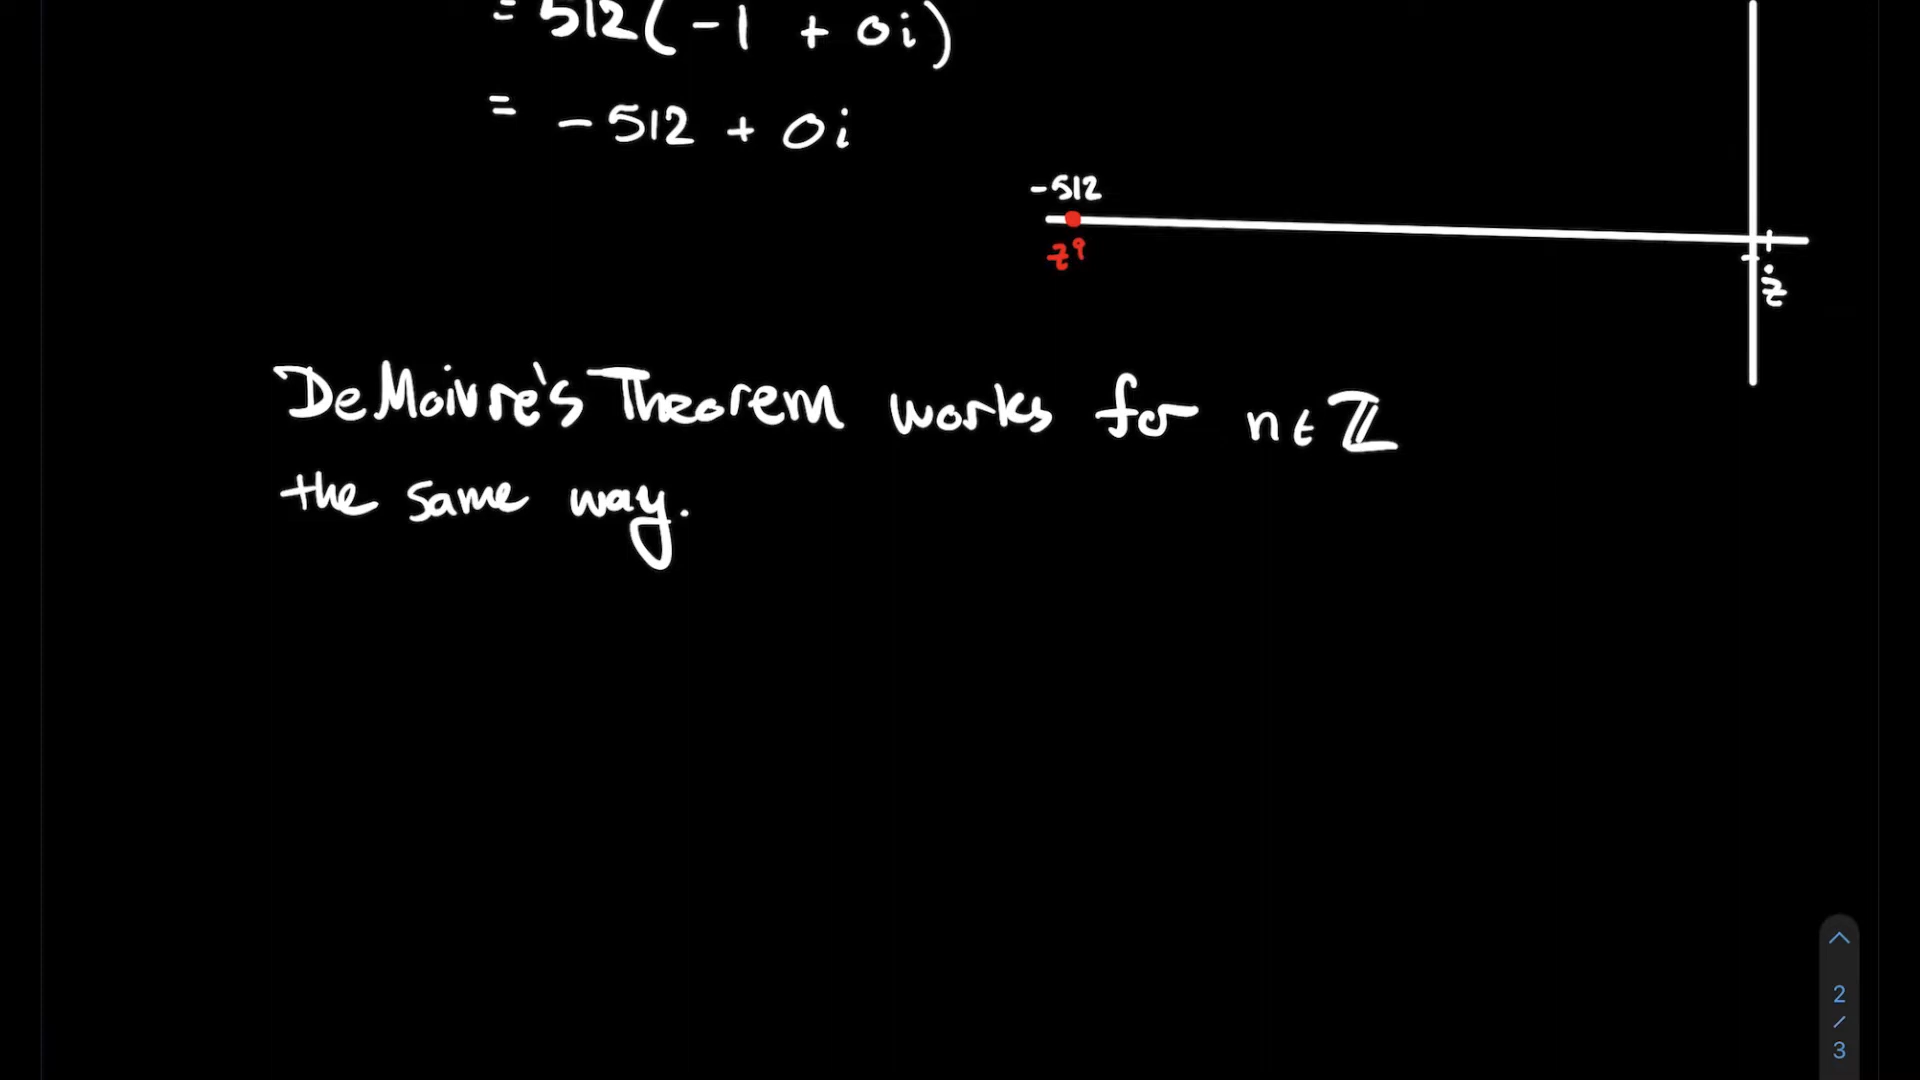 = 512(-1 + 0i)
= -512 + 0i
-512
z⁹
z
DeMoivre's Theorem works for n ∈ ℤ
the same way.
2
/
3